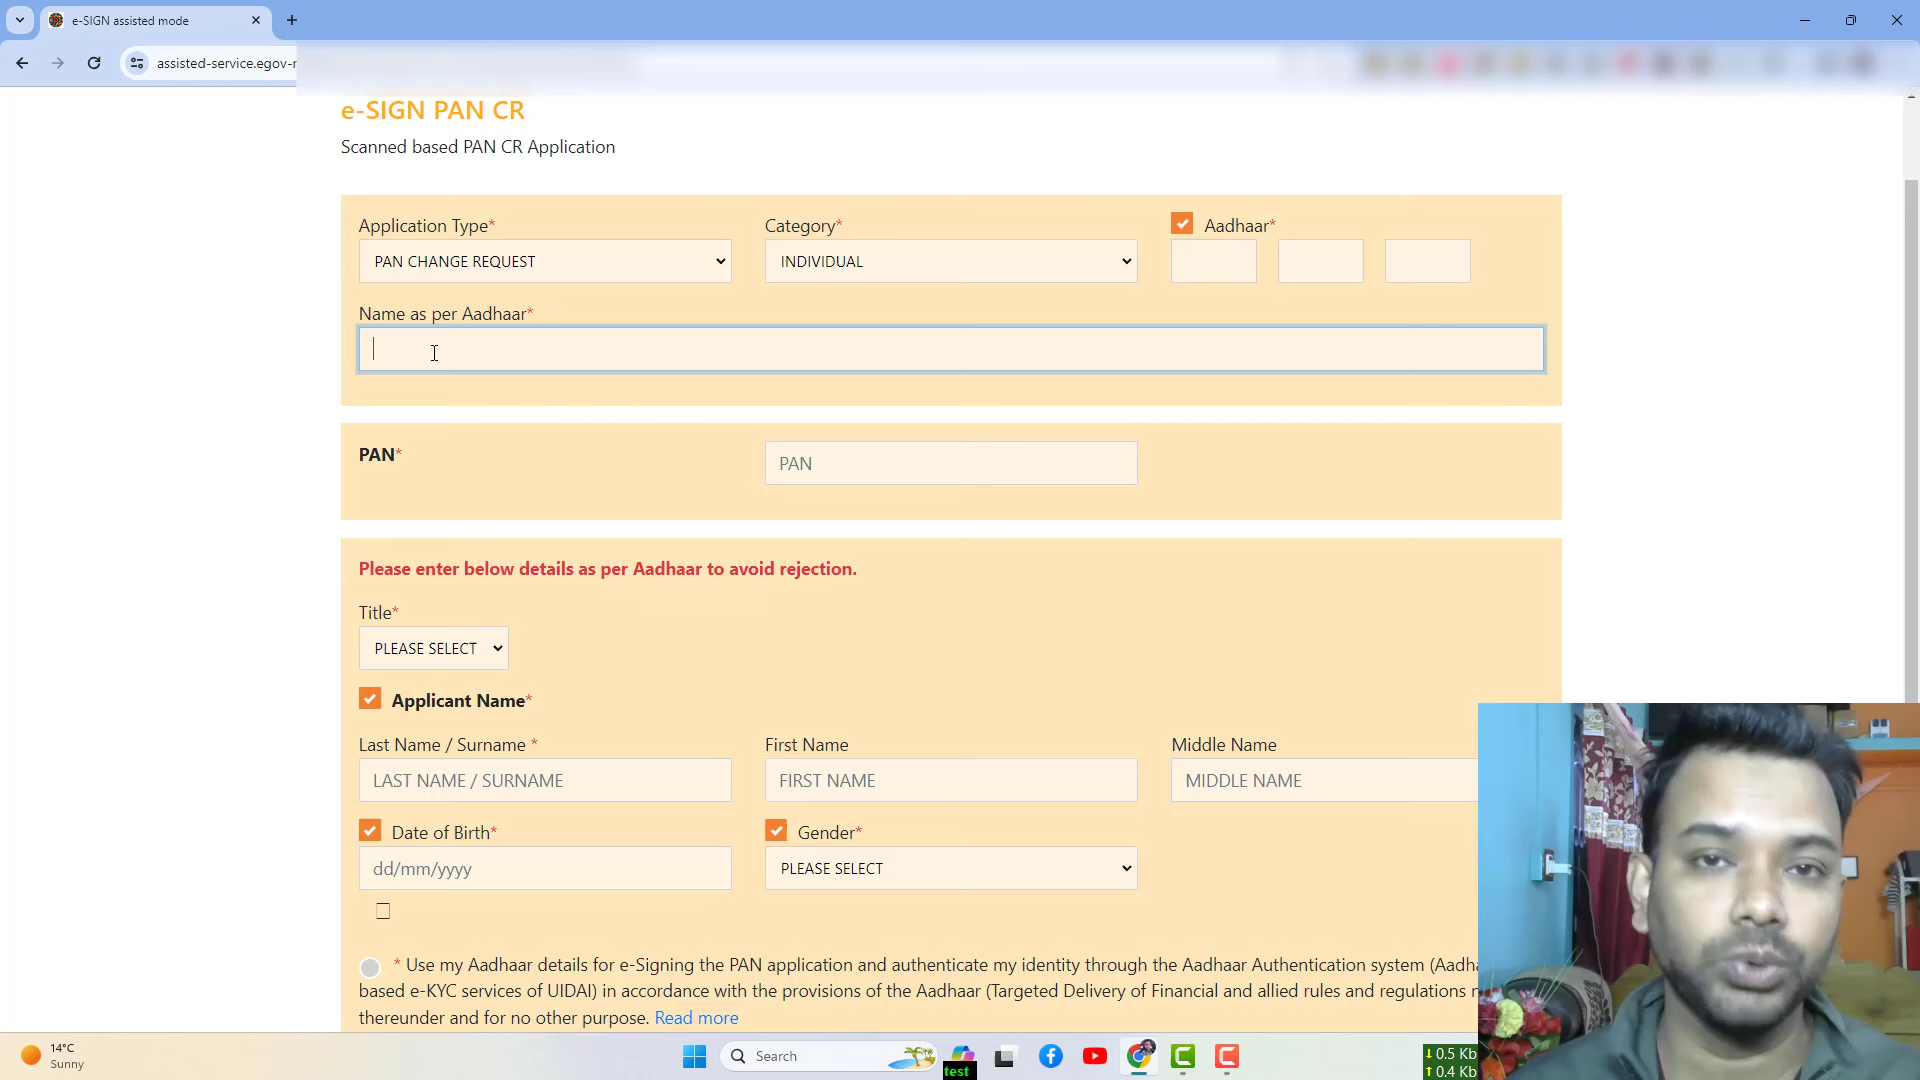 e-SIGN assisted mode
assisted-service.egov-r
e-SIGN PAN CR
Scanned based PAN CR Application
Application Type*
Category*
Aadhaar*
PAN CHANGE REQUEST
INDIVIDUAL
Name as per Aadhaar*
PAN*
PAN
Please enter below details as per Aadhaar to avoid rejection.
Title*
PLEASE SELECT
Applicant Name*
Last Name / Surname *
First Name
Middle Name
LAST NAME / SURNAME
FIRST NAME
MIDDLE NAME
Date of Birth*
Gender*
dd/mm/yyyy
PLEASE SELECT
* Use my Aadhaar details for e-Signing the PAN application and authenticate my identity through the Aadhaar Authentication system (Aadha
based e-KYC services of UIDAI) in accordance with the provisions of the Aadhaar (Targeted Delivery of Financial and allied rules and regulations n
thereunder and for no other purpose. Read more
14°C
Sunny
Search
test
0.5 Kb
0.4 Kb